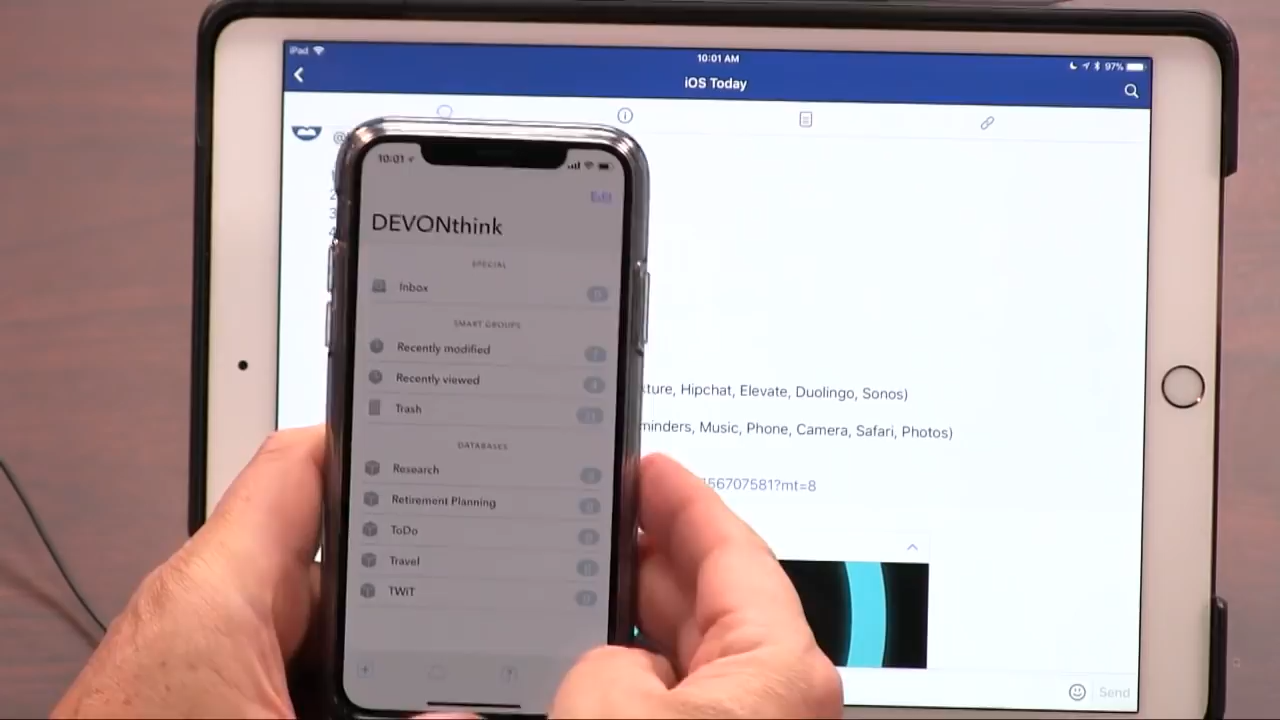 iPad
10:01 AM
97%
iOS Today
10:01
Edit
DEVONthink
SPECIAL
Inbox
SMART GROUPS
Recently modified
Recently viewed
Trash
DATABASES
Research
Retirement Planning
ToDo
Travel
TWiT
xture, Hipchat, Elevate, Duolingo, Sonos)
minders, Music, Phone, Camera, Safari, Photos)
156707581?mt=8
Send